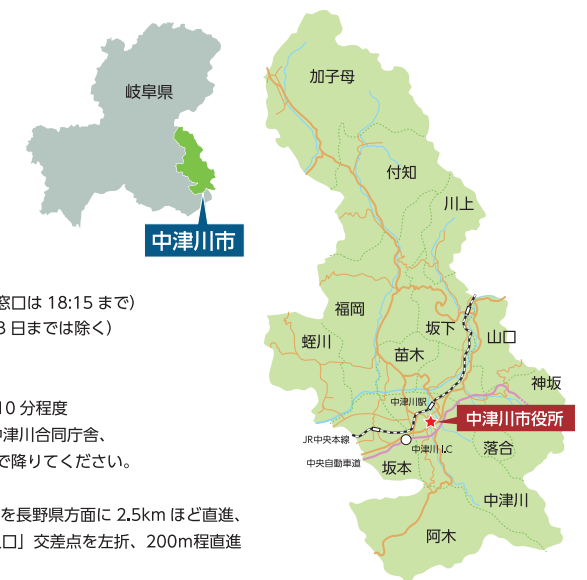 岐阜県
中津川市
窓口は 18:15 まで）
3 日までは除く）
10 分程度
中津川合同庁舎、
で降りてください。
を長野県方面に 2.5km ほど直進、
口」交差点を左折、200m程直進
加子母
付知
川上
福岡
坂下
山口
蛭川
苗木
神坂
中津川駅
中津川市役所
JR中央本線
中津川 I.C
落合
中央自動車道
坂本
中津川
阿木